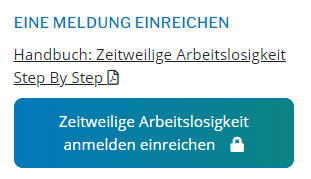 EINE MELDUNG EINREICHEN
Handbuch: Zeitweilige Arbeitslosigkeit
Step By Step
Zeitweilige Arbeitslosigkeit
anmelden einreichen